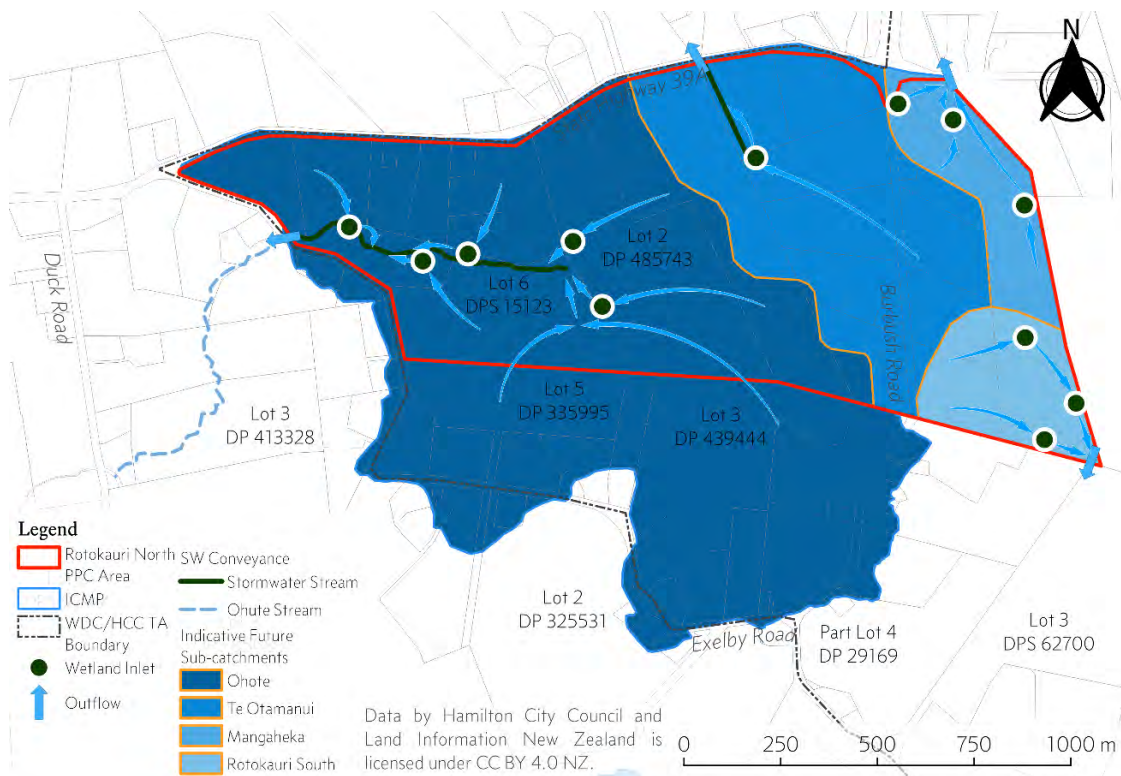 N
way 39A
Burbush Road
Duck Road
Lot 2
DP 485743
Lot 6
DPS 15123
Lot 5
DP 335995
Lot 3
DP 439444
Lot 3
DP 413328
Lot 2
DP 325531
Exelby Road
Part Lot 4
DP 29169
Lot 3
DPS 62700
Legend
Rotokauri North
PPC Area
ICMP
WDC/HCC TA
Boundary
Wetland Inlet
Outflow
SW Conveyance
Stormwater Stream
Ohute Stream
Indicative Future
Sub-catchments
Ohote
Te Otamanui
Mangaheka
Rotokauri South
Data by Hamilton City Council and
Land Information New Zealand is
licensed under CC BY 4.0 NZ.
0 250 500 750 1000 m